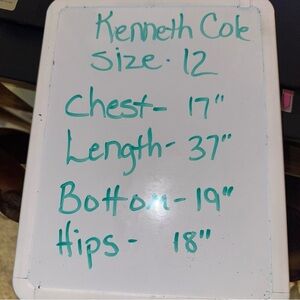 Kenneth Cole
Size · 12
Chest - 17"
Length - 37"
Bottom - 19"
Hips - 18"